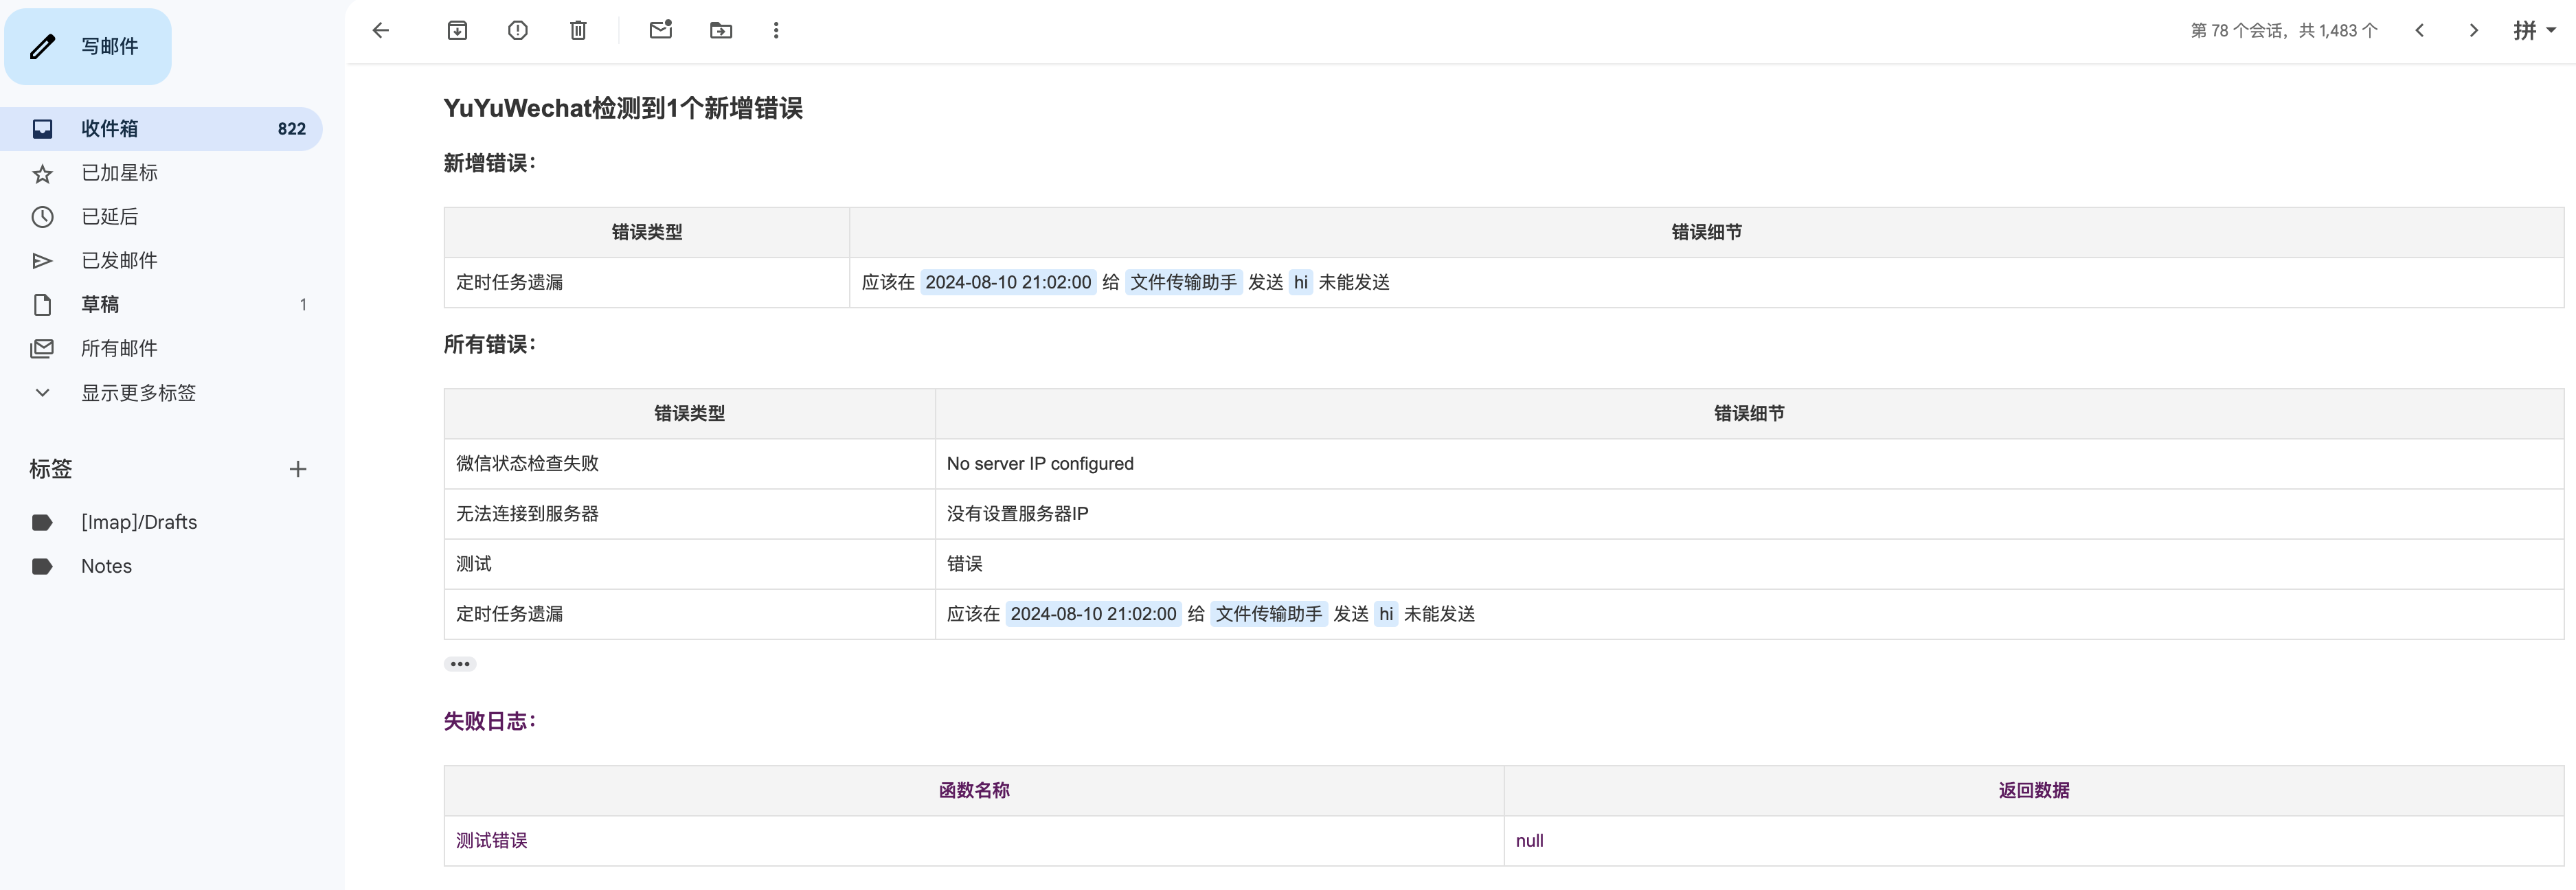 写邮件
第 78 个会话，共 1,483 个
拼
收件箱 822
已加星标
已延后
已发邮件
草稿 1
所有邮件
显示更多标签
标签
[Imap]/Drafts
Notes
YuYuWechat检测到1个新增错误
新增错误：
错误类型 错误细节
定时任务遗漏 应该在 2024-08-10 21:02:00 给 文件传输助手 发送 hi 未能发送
所有错误：
错误类型 错误细节
微信状态检查失败 No server IP configured
无法连接到服务器 没有设置服务器IP
测试 错误
定时任务遗漏 应该在 2024-08-10 21:02:00 给 文件传输助手 发送 hi 未能发送
失败日志：
函数名称 返回数据
测试错误 null